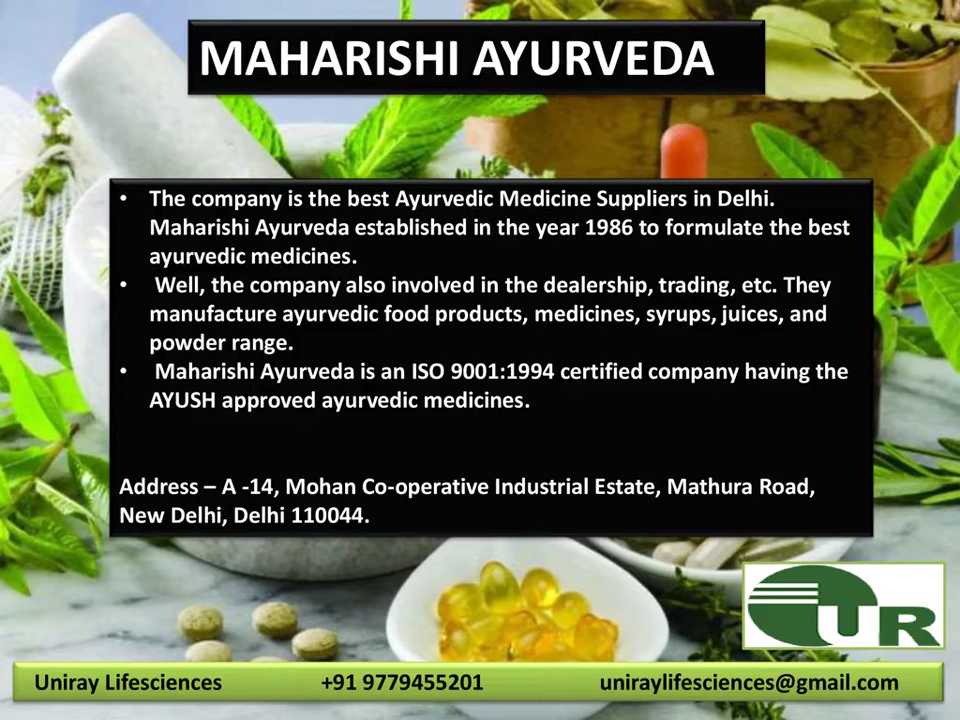 MAHARISHI AYURVEDA
• The company is the best Ayurvedic Medicine Suppliers in Delhi.
Maharishi Ayurveda established in the year 1986 to formulate the best
ayurvedic medicines.
• Well, the company also involved in the dealership, trading, etc. They
manufacture ayurvedic food products, medicines, syrups, juices, and
powder range.
• Maharishi Ayurveda is an ISO 9001:1994 certified company having the
AYUSH approved ayurvedic medicines.
Address – A -14, Mohan Co-operative Industrial Estate, Mathura Road,
New Delhi, Delhi 110044.
UR
Uniray Lifesciences +91 9779455201 uniraylifesciences@gmail.com